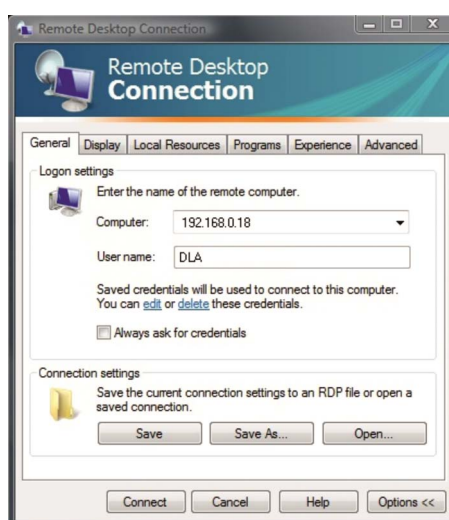 Remote Desktop Connection
Remote Desktop
Connection
General Display Local Resources Programs Experience Advanced
Logon settings
Enter the name of the remote computer.
Computer: 192.168.0.18
User name: DLA
Saved credentials will be used to connect to this computer.
You can edit or delete these credentials.
Always ask for credentials
Connection settings
Save the current connection settings to an RDP file or open a
saved connection.
Save Save As... Open...
Connect Cancel Help Options <<